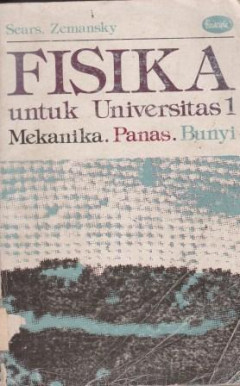 Sears. Zemansky
FISIKA
untuk Universitas 1
Mekanika. Panas. Bunyi